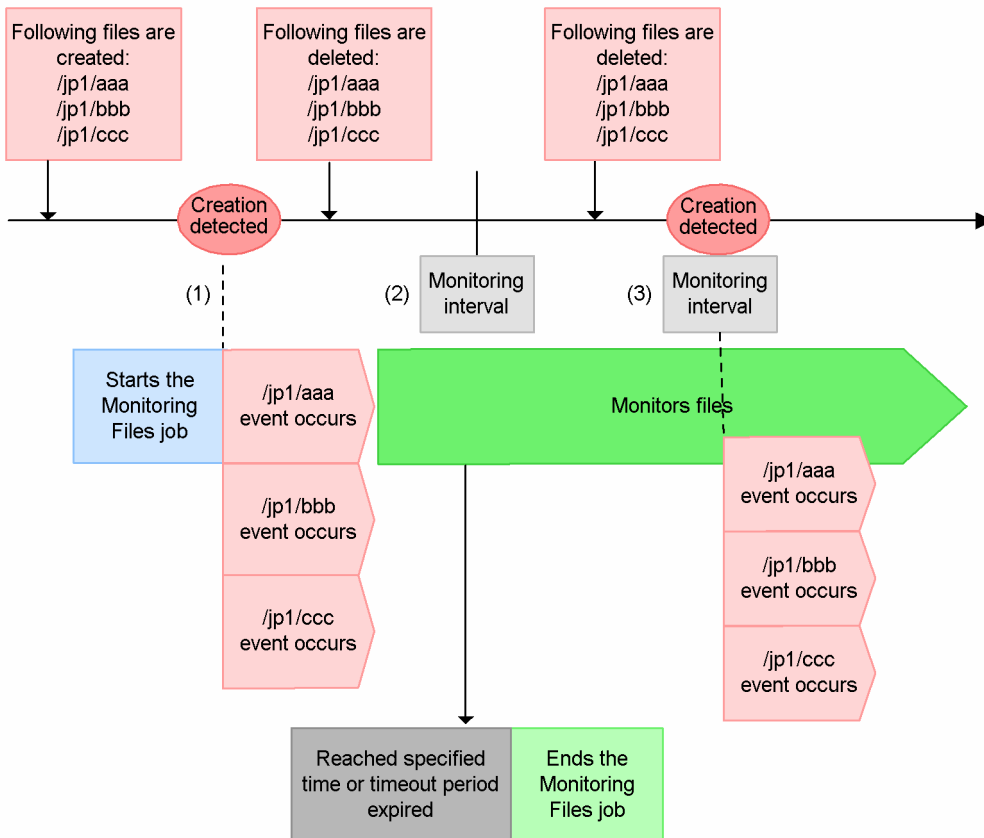 Following files are
created:
/jp1/aaa
/jp1/bbb
/jp1/ccc
Following files are
deleted:
/jp1/aaa
/jp1/bbb
/jp1/ccc
Following files are
deleted:
/jp1/aaa
/jp1/bbb
/jp1/ccc
Creation
detected
Creation
detected
(1)
(2)
Monitoring
interval
(3)
Monitoring
interval
Starts the
Monitoring
Files job
/jp1/aaa
event occurs
Monitors files
/jp1/bbb
event occurs
/jp1/ccc
event occurs
/jp1/aaa
event occurs
/jp1/bbb
event occurs
/jp1/ccc
event occurs
Reached specified
time or timeout period
expired
Ends the
Monitoring
Files job